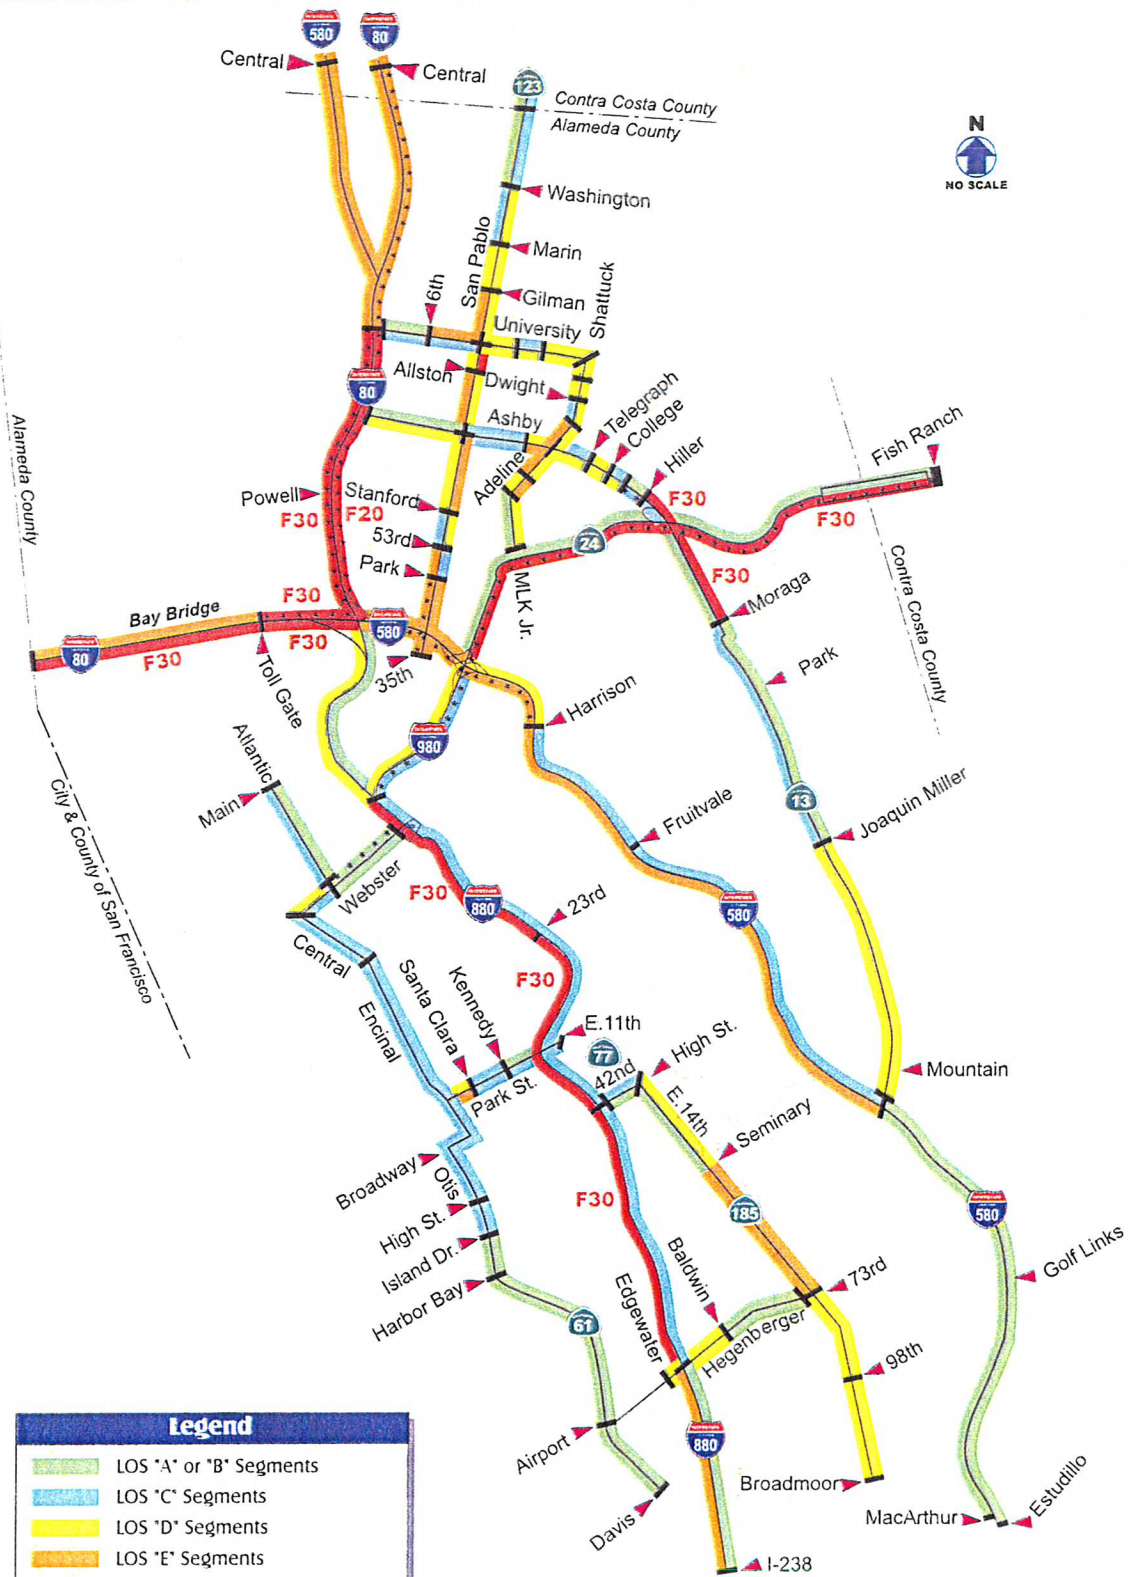 580
80
Central
Central
123
Contra Costa County
Alameda County
N
NO SCALE
Washington
San Pablo
Marin
Shattuck
6th
Gilman
University
Allston
Dwight
80
Ashby
Telegraph
College
Hiller
Fish Ranch
Alameda County
Adeline
Powell
Stanford
F30
F20
F30
F30
53rd
24
Park
MLK Jr.
F30
Contra Costa County
Moraga
F30
Bay Bridge
580
F30
80
F30
Toll Gate
35th
Park
Harrison
980
Atlantic
Main
13
Joaquin Miller
City & County of San Francisco
Fruitvale
Webster
F30
880
23rd
580
Central
Santa Clara
Kennedy
F30
Encinal
E.11th
77
High St.
42nd
Park St.
E.14th
Mountain
Seminary
Broadway
Otis
F30
185
580
High St.
Island Dr.
Baldwin
Golf Links
Harbor Bay
Edgewater
73rd
61
Hegenberger
98th
Airport
880
Broadmoor
Davis
MacArthur
Estudillo
I-238
Legend
LOS "A" or "B" Segments
LOS "C" Segments
LOS "D" Segments
LOS "E" Segments